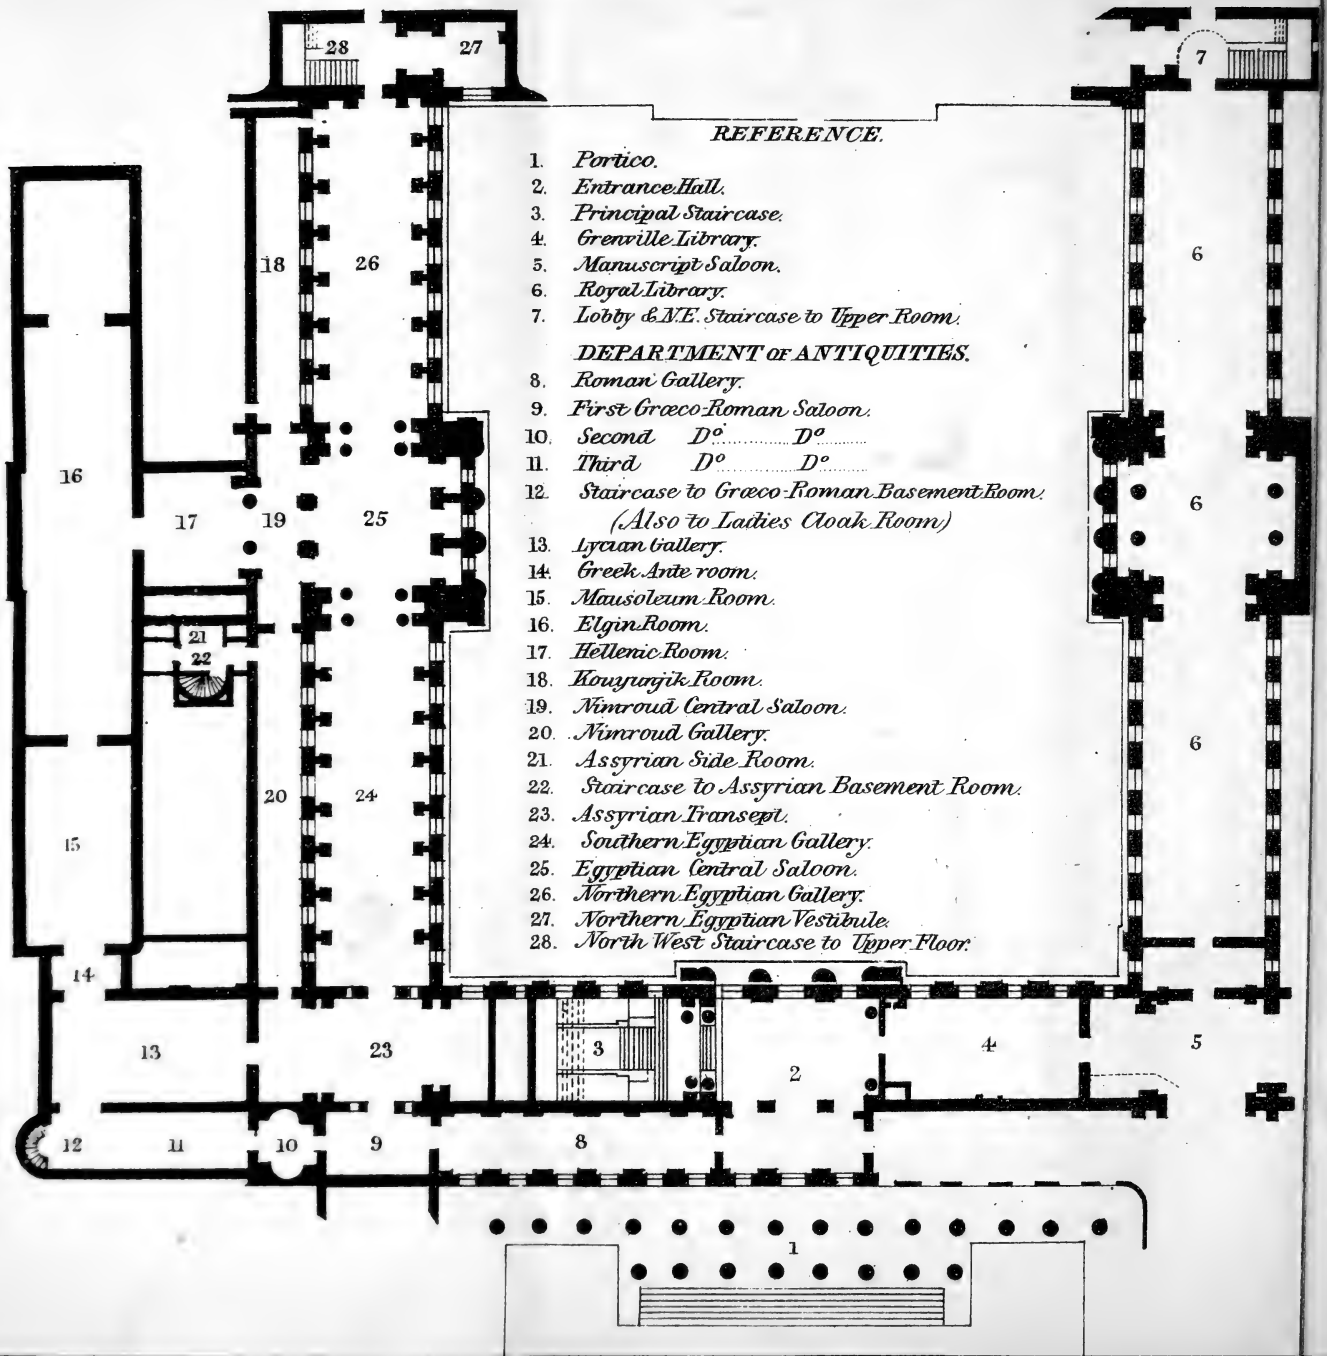 28
27
7
REFERENCE.
1. Portico.
2. Entrance Hall.
3. Principal Staircase.
4. Grenville Library.
5. Manuscript Saloon.
6. Royal Library.
7. Lobby & N.E. Staircase to Upper Room.
DEPARTMENT OF ANTIQUITIES.
8. Roman Gallery.
9. First Græco-Roman Saloon.
10. Second Dº............Dº.........
11. Third Dº............Dº.........
12. Staircase to Græco-Roman Basement Room.
(Also to Ladies Cloak Room)
13. Lycian Gallery.
14. Greek Ante room.
15. Mausoleum Room.
16. Elgin Room.
17. Hellenic Room.
18. Kouyunjik Room.
19. Nimroud Central Saloon.
20. Nimroud Gallery.
21. Assyrian Side Room.
22. Staircase to Assyrian Basement Room.
23. Assyrian Transept.
24. Southern Egyptian Gallery.
25. Egyptian Central Saloon.
26. Northern Egyptian Gallery.
27. Northern Egyptian Vestibule.
28. North West Staircase to Upper Floor.
18
26
6
16
17
19
25
6
21
22
20
24
15
6
14
13
23
3
2
4
5
12
11
10
9
8
1